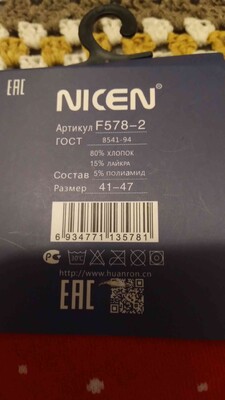 EAC
NICEN®
Артикул F578-2
ГОСТ 8541-94
80% ХЛОПОК
15% ЛАЙКРА
Состав 5% ПОЛИАМИД
Размер 41-47
6 934771 135781
http://www.huanron.cn
EAC